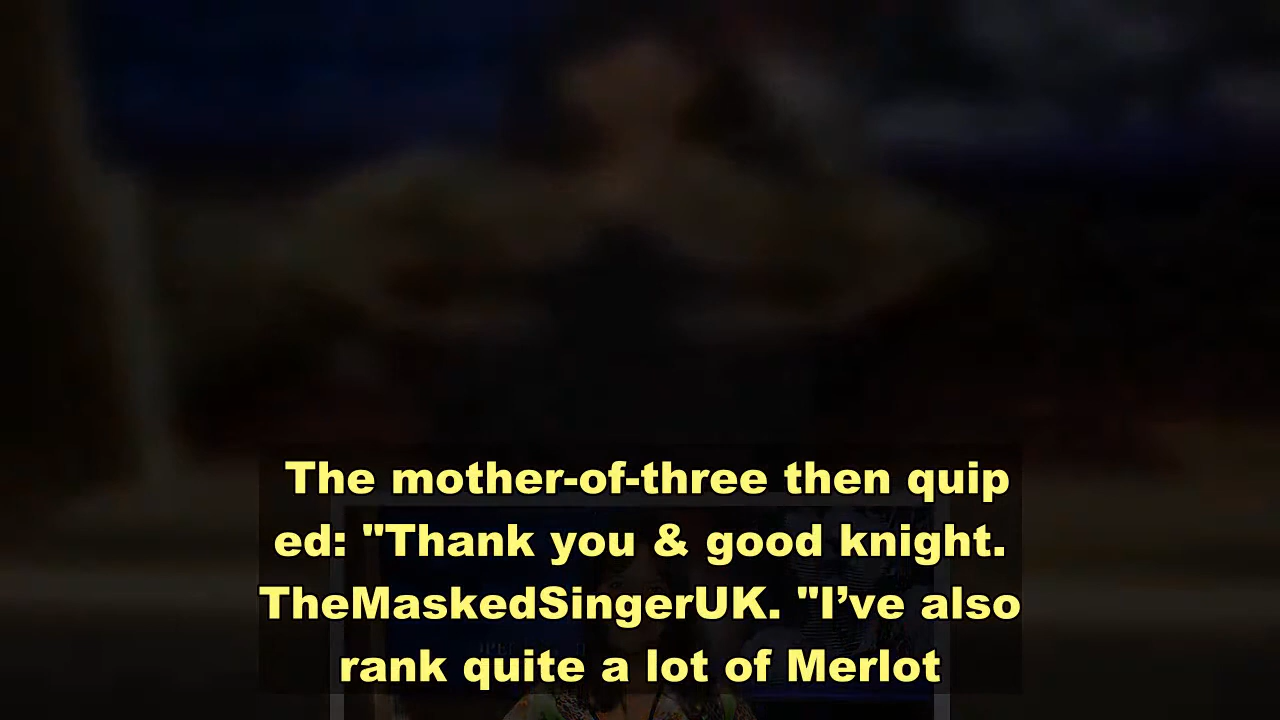 The mother-of-three then quip
ed: "Thank you & good knight.
TheMaskedSingerUK. "I’ve also
rank quite a lot of Merlot